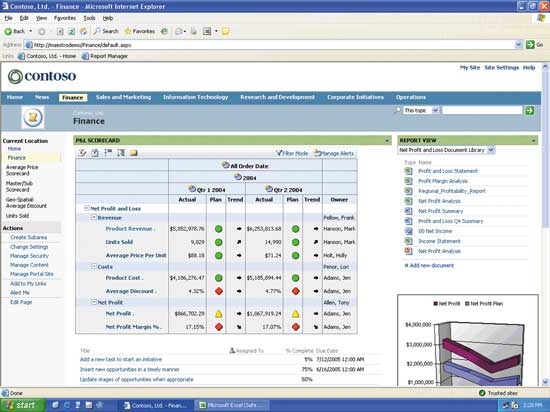 Contoso, Ltd. - Finance - Microsoft Internet Explorer
File Edit View Favorites Tools Help
Back Search Favorites
Address http://maestrodemo/Finance/default.aspx Go
Links Contoso, Ltd. - Home Report Manager
contoso
My Site Site Settings Help
Home News Finance Sales and Marketing Information Technology Research and Development Corporate Initiatives Operations
Contoso, Ltd.
Finance
This topic
Current Location
Home
Finance
Average Price Scorecard
Master/Sub Scorecard
Geo-Spatial: Average Discount
Units Sold
Actions
Create Subarea
Change Settings
Manage Security
Manage Content
Manage Portal Site
Add to My Links
Alert Me
Edit Page
P&L SCORECARD
Filter Mode Manage Alerts
All Order Date
2004
Qtr 1 2004 Qtr 2 2004
Actual Plan Trend Actual Plan Trend Owner
Net Profit and Loss
Revenue Fellow, Frank
Product Revenue $5,052,978.76 $6,253,813.68 Hanson, Mark
Units Sold 9,829 14,990 Hanson, Mark
Average Price Per Unit $88.18 $71.24 Holt, Holly
Costs Penor, Lori
Product Cost $4,186,276.47 $5,185,894.44 Adams, Jen
Average Discount 4.32% 4.77% Adams, Jen
Net Profit Allen, Tony
Net Profit $866,702.29 $1,067,919.24 Adams, Jen
Net Profit Margin % 17.15% 17.07% Adams, Jen
Title Assigned To % Complete Due Date
Add a new task to start an initiative 5% 7/12/2005 12:00 AM
Insert new opportunities in a timely manner 75% 6/16/2005 12:00 AM
Update stages of opportunities when appropriate 50%
REPORT VIEW
Net Profit and Loss Document Library
Type Name
Profit and Loss Statement
Profit Margin Analysis
Regional_Profitability_Report
Net Profit Analysis
Net Profit Summary
Profit Loss Q4 Summary
00 Net Income
Income Statement
Net Profit Analysis
Add new document
Net Profit Net Profit Plan
$4,000,000
$3,000,000
$2,000,000
$1,000,000
Done Trusted sites
start Contoso, Ltd. - Finan... Microsoft Excel (Safe... 2:28 PM